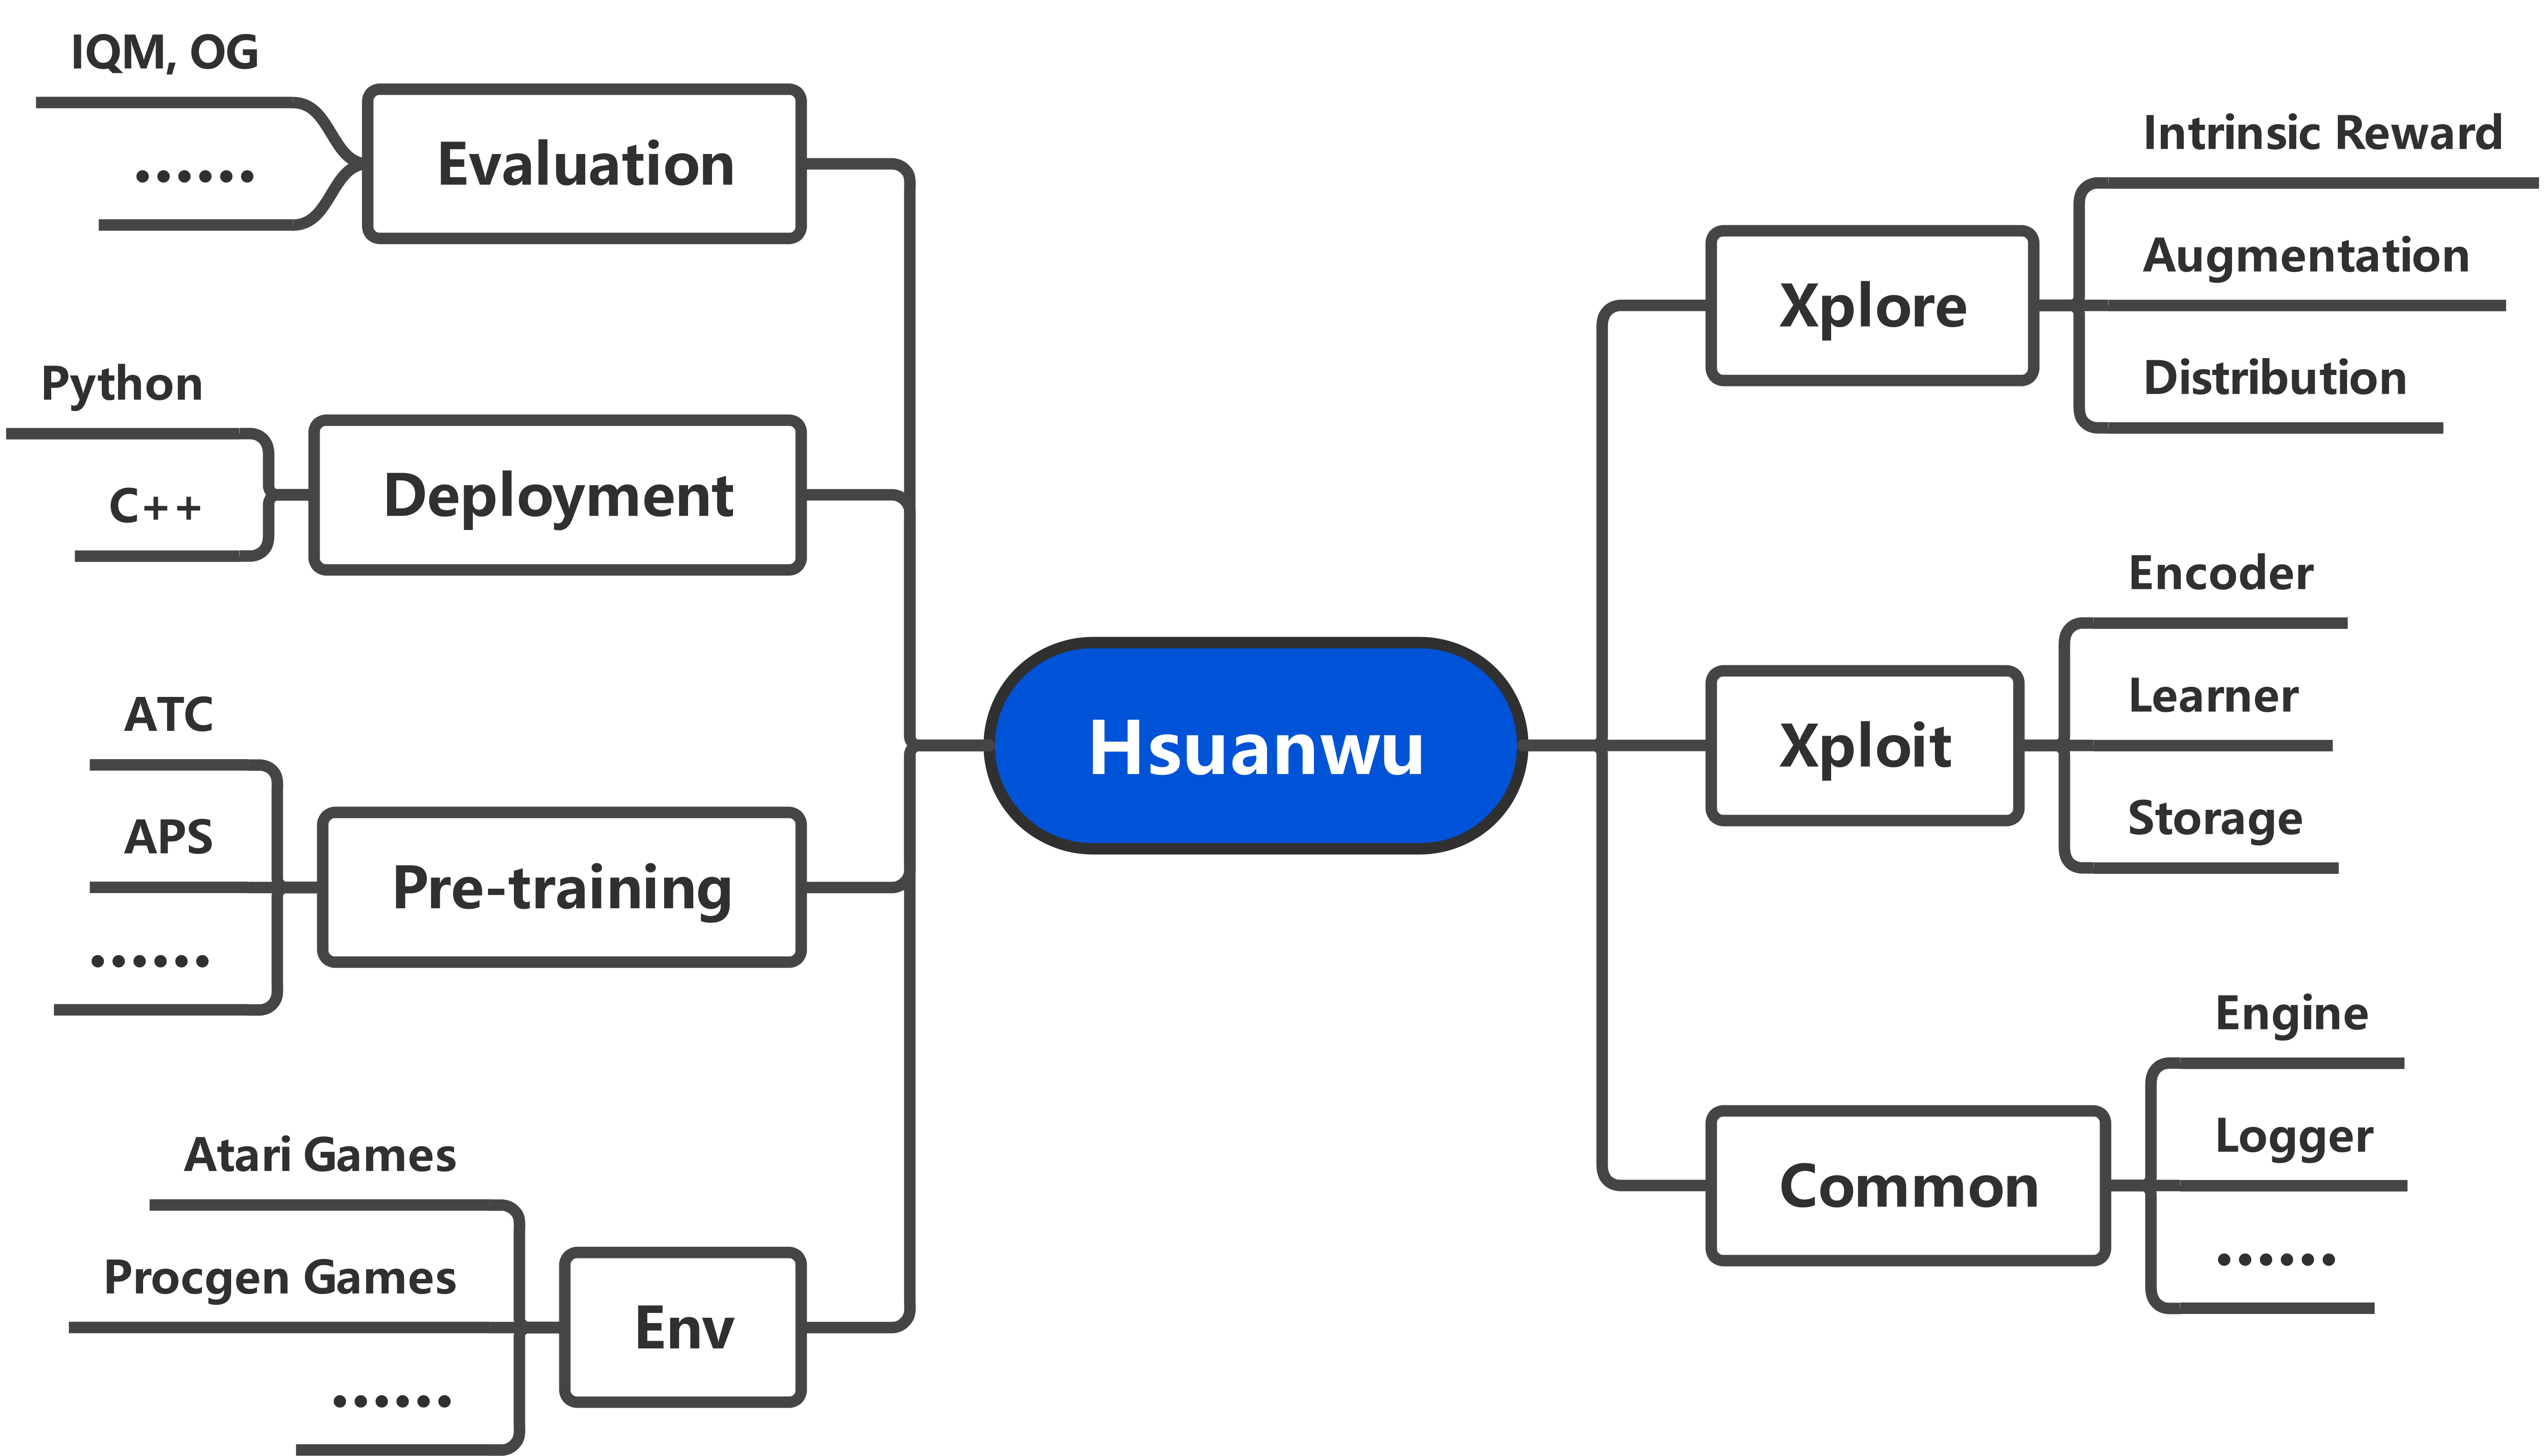 IQM, OG
......
Evaluation
Python
C++
Deployment
ATC
APS
......
Pre-training
Atari Games
Procgen Games
......
Env
Hsuanwu
Xplore
Intrinsic Reward
Augmentation
Distribution
Xploit
Encoder
Learner
Storage
Common
Engine
Logger
......